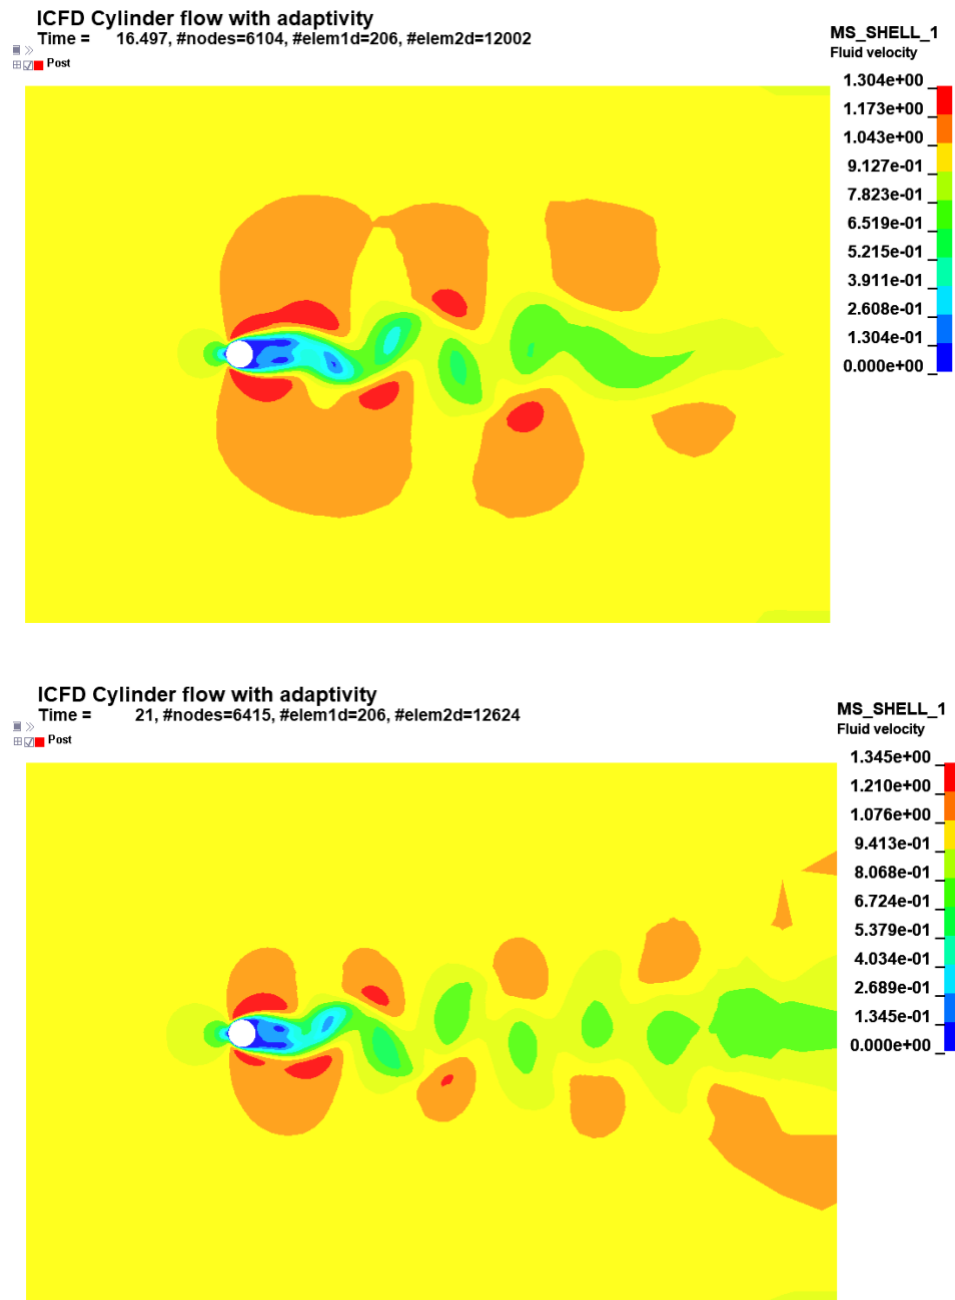 ICFD Cylinder flow with adaptivity
Time = 16.497, #nodes=6104, #elem1d=206, #elem2d=12002
Post
MS_SHELL_1
Fluid velocity
1.304e+00
1.173e+00
1.043e+00
9.127e-01
7.823e-01
6.519e-01
5.215e-01
3.911e-01
2.608e-01
1.304e-01
0.000e+00
ICFD Cylinder flow with adaptivity
Time = 21, #nodes=6415, #elem1d=206, #elem2d=12624
Post
MS_SHELL_1
Fluid velocity
1.345e+00
1.210e+00
1.076e+00
9.413e-01
8.068e-01
6.724e-01
5.379e-01
4.034e-01
2.689e-01
1.345e-01
0.000e+00